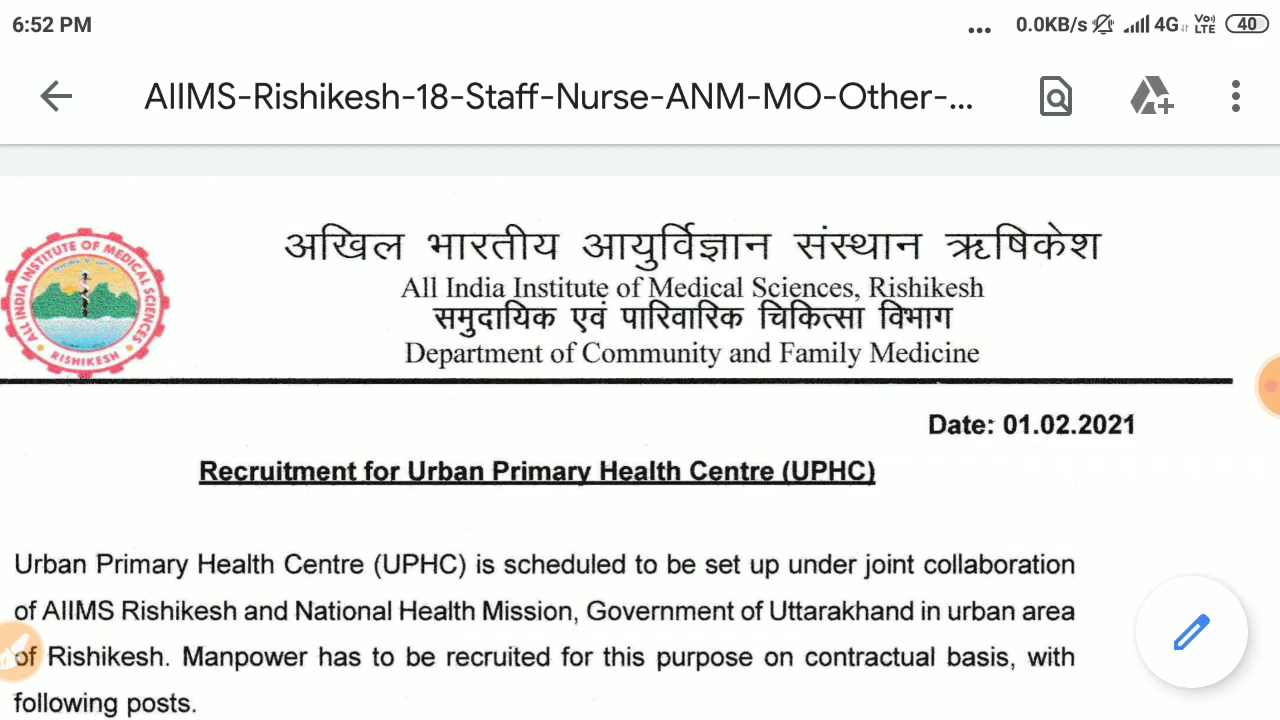 6:52 PM
... 0.0KB/s 4G Vo) LTE 40
AIIMS-Rishikesh-18-Staff-Nurse-ANM-MO-Other-...
ALL INDIA INSTITUTE OF MEDICAL SCIENCES
RISHIKESH
अखिल भारतीय आयुर्विज्ञान संस्थान ऋषिकेश
All India Institute of Medical Sciences, Rishikesh
समुदायिक एवं पारिवारिक चिकित्सा विभाग
Department of Community and Family Medicine
Date: 01.02.2021
Recruitment for Urban Primary Health Centre (UPHC)
Urban Primary Health Centre (UPHC) is scheduled to be set up under joint collaboration
of AIIMS Rishikesh and National Health Mission, Government of Uttarakhand in urban area
of Rishikesh. Manpower has to be recruited for this purpose on contractual basis, with
following posts.